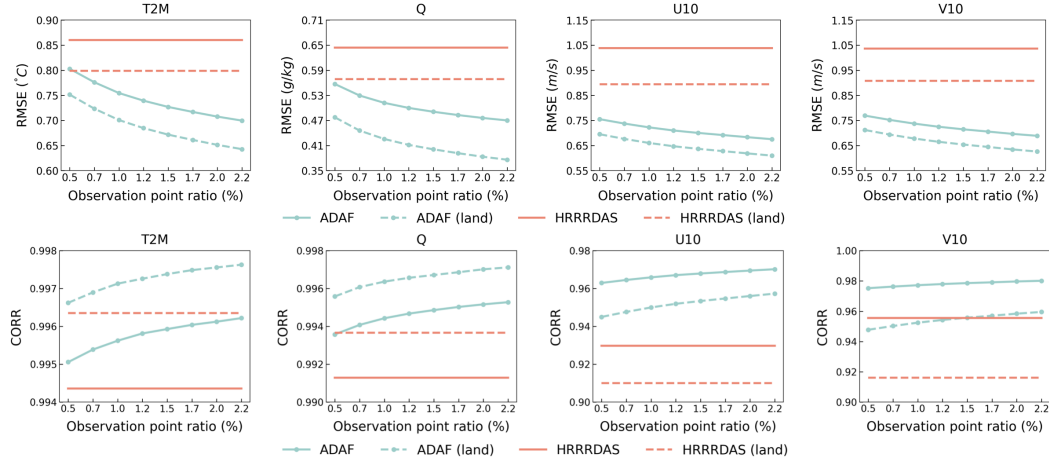 T2M
Q
U10
V10
RMSE (°C)
0.90
0.85
0.80
0.75
0.70
0.65
0.60
0.5 0.7 1.0 1.2 1.5 1.7 2.0 2.2
Observation point ratio (%)
RMSE (g/kg)
0.71
0.65
0.59
0.53
0.47
0.41
0.35
0.5 0.7 1.0 1.2 1.5 1.7 2.0 2.2
Observation point ratio (%)
RMSE (m/s)
1.15
1.05
0.95
0.85
0.75
0.65
0.55
0.5 0.7 1.0 1.2 1.5 1.7 2.0 2.2
Observation point ratio (%)
RMSE (m/s)
1.15
1.05
0.95
0.85
0.75
0.65
0.55
0.5 0.7 1.0 1.2 1.5 1.7 2.0 2.2
Observation point ratio (%)
ADAF ADAF (land) HRRRDAS HRRRDAS (land)
T2M
Q
U10
V10
CORR
0.998
0.997
0.996
0.995
0.994
0.5 0.7 1.0 1.2 1.5 1.7 2.0 2.2
Observation point ratio (%)
CORR
0.998
0.996
0.994
0.992
0.990
0.5 0.7 1.0 1.2 1.5 1.7 2.0 2.2
Observation point ratio (%)
CORR
0.98
0.96
0.94
0.92
0.90
0.5 0.7 1.0 1.2 1.5 1.7 2.0 2.2
Observation point ratio (%)
CORR
1.00
0.98
0.96
0.94
0.92
0.90
0.5 0.7 1.0 1.2 1.5 1.7 2.0 2.2
Observation point ratio (%)
ADAF ADAF (land) HRRRDAS HRRRDAS (land)